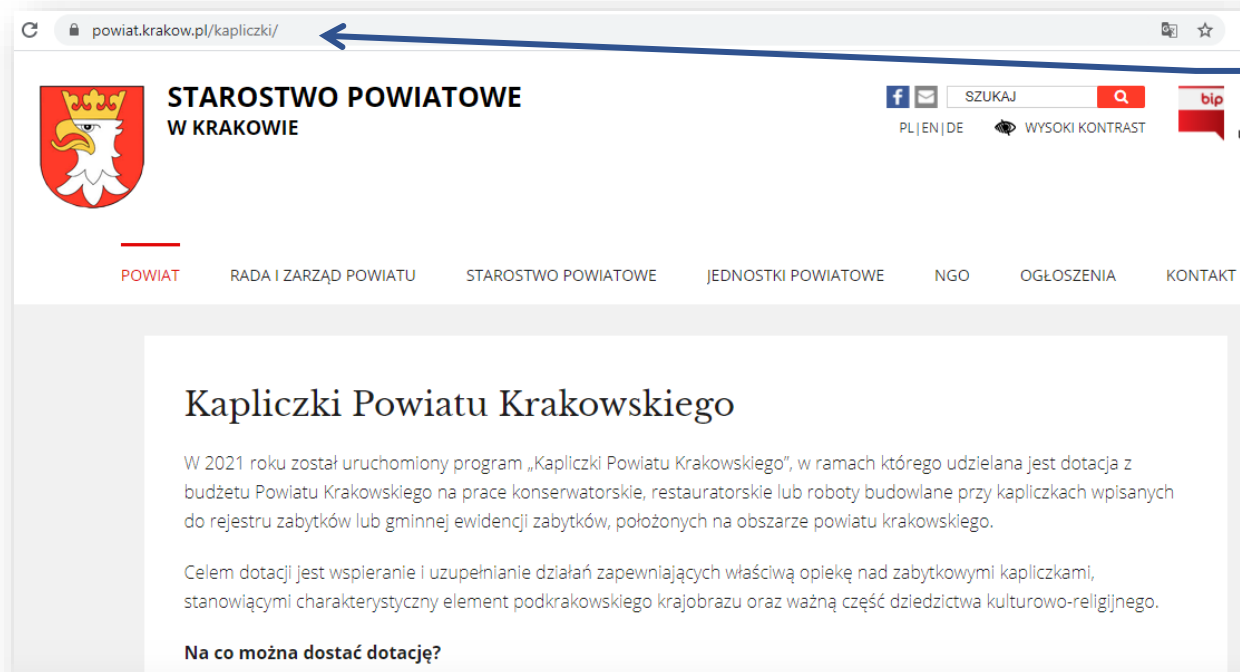 powiat.krakow.pl/kapliczki/
STAROSTWO POWIATOWE
W KRAKOWIE
SZUKAJ
bip
PL|EN|DE WYSOKI KONTRAST
POWIAT RADA I ZARZĄD POWIATU STAROSTWO POWIATOWE JEDNOSTKI POWIATOWE NGO OGŁOSZENIA KONTAKT
Kapliczki Powiatu Krakowskiego
W 2021 roku został uruchomiony program „Kapliczki Powiatu Krakowskiego”, w ramach którego udzielana jest dotacja z
budżetu Powiatu Krakowskiego na prace konserwatorskie, restauratorskie lub roboty budowlane przy kapliczkach wpisanych
do rejestru zabytków lub gminnej ewidencji zabytków, położonych na obszarze powiatu krakowskiego.
Celem dotacji jest wspieranie i uzupełnianie działań zapewniających właściwą opiekę nad zabytkowymi kapliczkami,
stanowiącymi charakterystyczny element podkrakowskiego krajobrazu oraz ważną część dziedzictwa kulturowo-religijnego.
Na co można dostać dotację?